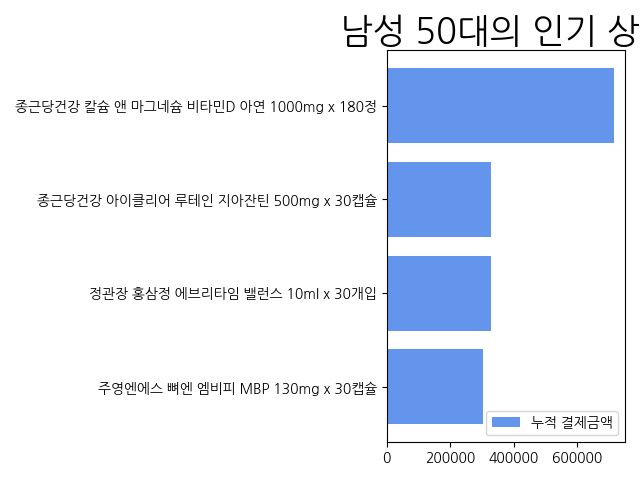 남성 50대의 인기 상
종근당건강 칼슘 앤 마그네슘 비타민D 아연 1000mg x 180정
종근당건강 아이클리어 루테인 지아잔틴 500mg x 30캡슐
정관장 홍삼정 에브리타임 밸런스 10ml x 30개입
주영엔에스 뼈엔 엠비피 MBP 130mg x 30캡슐
누적 결제금액
0 200000 400000 600000